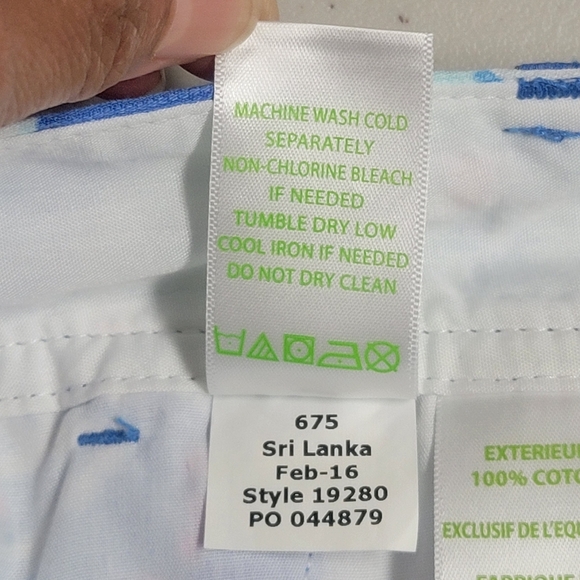 MACHINE WASH COLD
SEPARATELY
NON-CHLORINE BLEACH
IF NEEDED
TUMBLE DRY LOW
COOL IRON IF NEEDED
DO NOT DRY CLEAN
675
Sri Lanka
Feb-16
Style 19280
PO 044879
EXTERIEU
100% COTO
EXCLUSIF DE L'EQU